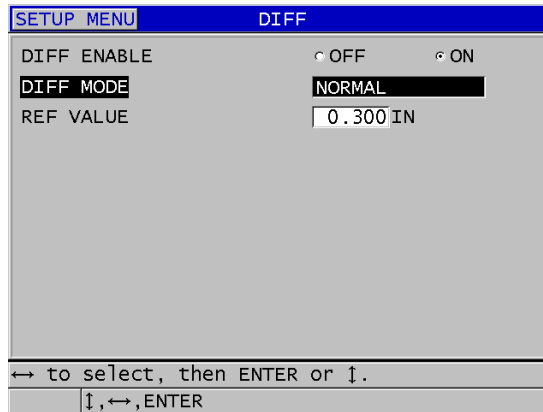 SETUP MENU DIFF
DIFF ENABLE OFF ON
DIFF MODE NORMAL
REF VALUE 0.300 IN
↔ to select, then ENTER or ↕.
↕,↔,ENTER